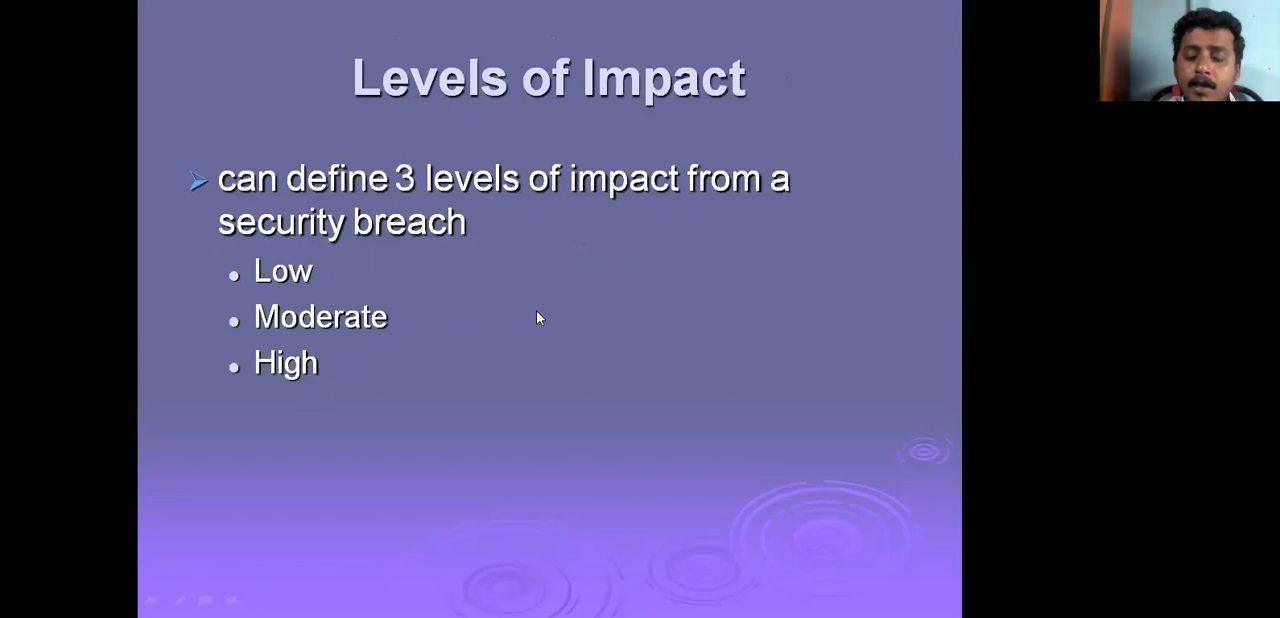 Levels of Impact
can define 3 levels of impact from a
security breach
Low
Moderate
High